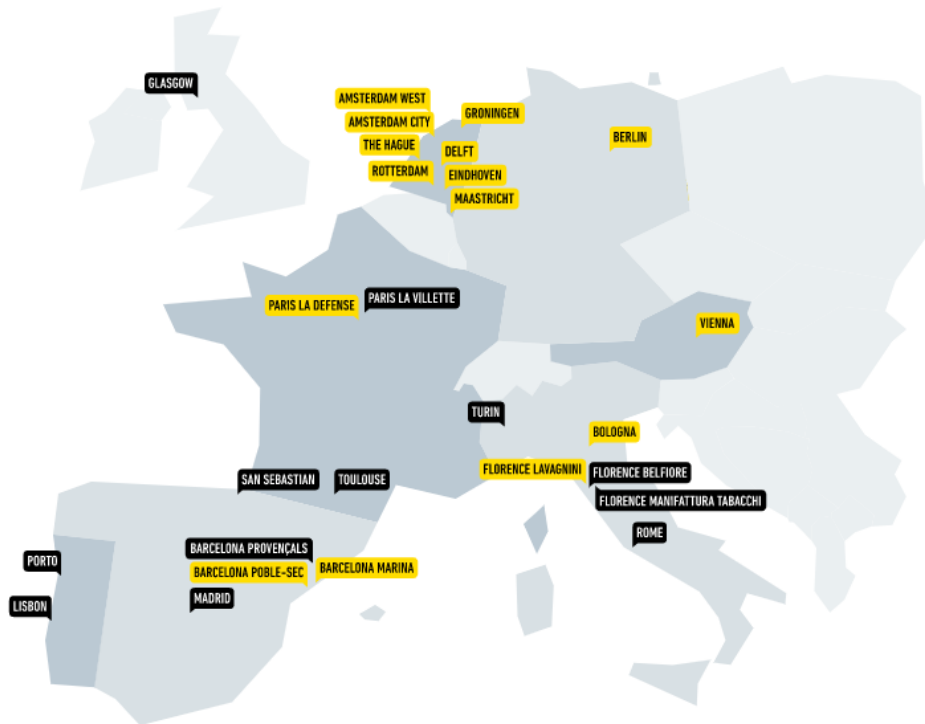 GLASGOW
AMSTERDAM WEST
AMSTERDAM CITY
GRONINGEN
THE HAGUE
DELFT
BERLIN
ROTTERDAM
EINDHOVEN
MAASTRICHT
PARIS LA DEFENSE
PARIS LA VILLETTE
VIENNA
TURIN
BOLOGNA
FLORENCE LAVAGNINI
FLORENCE BELFIORE
FLORENCE MANIFATTURA TABACCHI
SAN SEBASTIAN
TOULOUSE
ROME
BARCELONA PROVENÇALS
BARCELONA POBLE-SEC
BARCELONA MARINA
MADRID
PORTO
LISBON